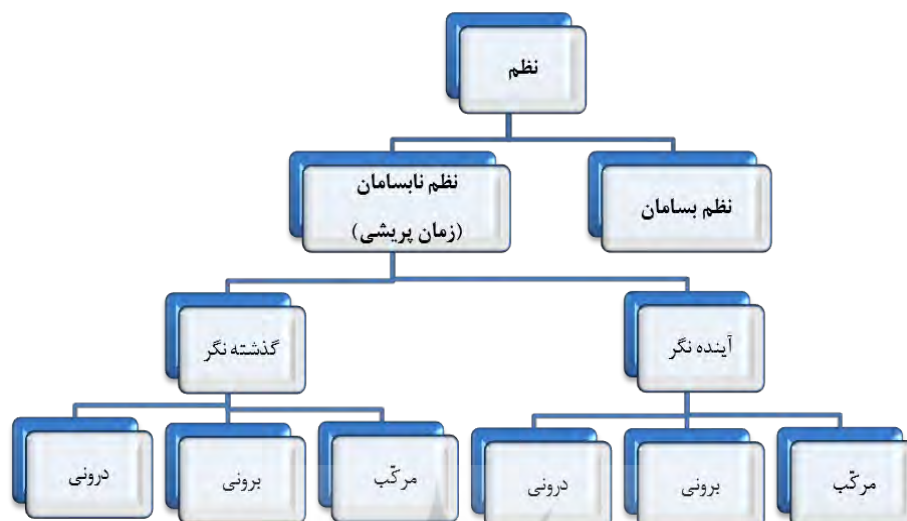 نظم
نظم بسامان
نظم نابسامان
(زمان پریشی)
آینده نگر
گذشته نگر
مرکّب
برونی
درونی
مرکّب
برونی
درونی